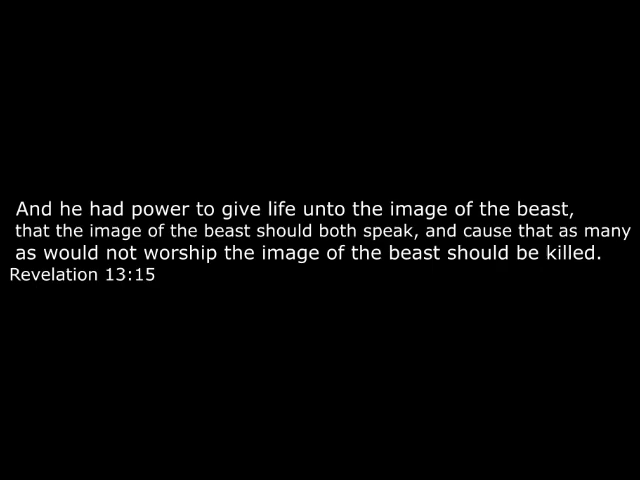 And he had power to give life unto the image of the beast,
that the image of the beast should both speak, and cause that as many
as would not worship the image of the beast should be killed.
Revelation 13:15